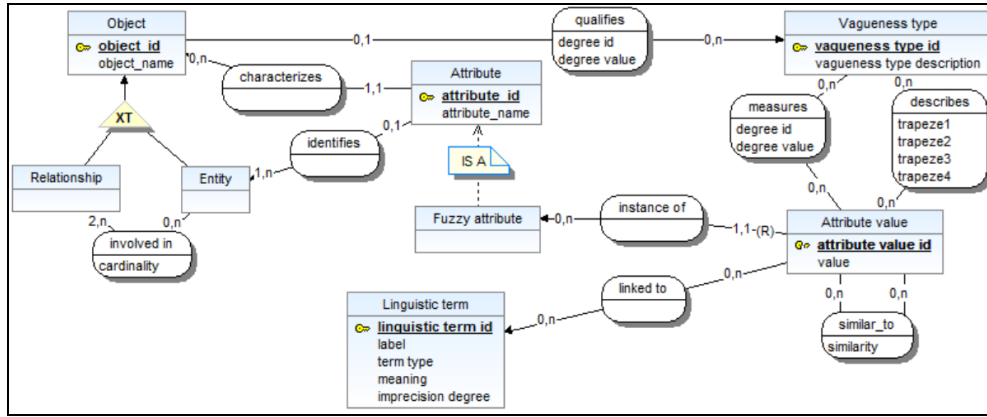 Object
object_id
object_name
0,1
qualifies
degree id
degree value
0,n
Vagueness type
vagueness type id
vagueness type description
0,n
characterizes
1,1
Attribute
attribute_id
attribute_name
0,1
identifies
1,n
XT
Relationship
Entity
2,n
0,n
involved in
cardinality
IS A
Fuzzy attribute
0,n
instance of
1,1-(R)
measures
degree id
degree value
0,n
0,n
0,n
describes
trapeze1
trapeze2
trapeze3
trapeze4
0,n
Attribute value
attribute value id
value
0,n
linked to
0,n
Linguistic term
linguistic term id
label
term type
meaning
imprecision degree
0,n
0,n
similar_to
similarity